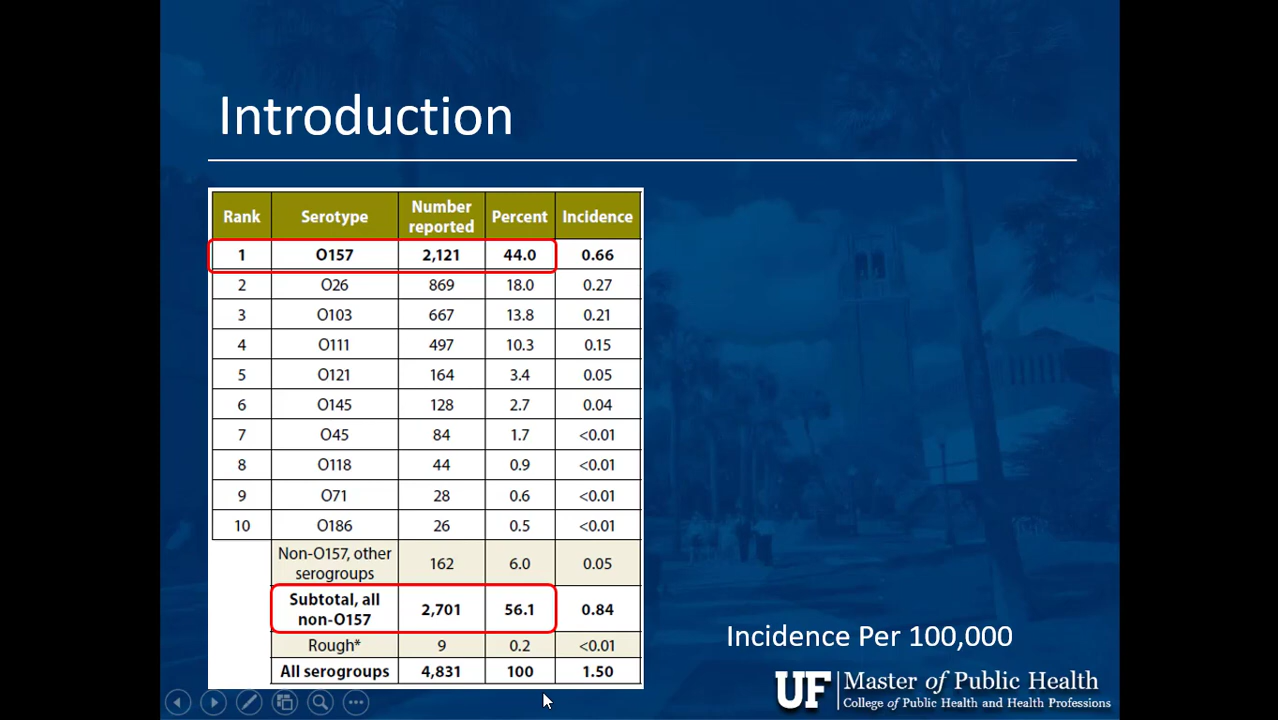 Introduction
Rank Serotype Number reported Percent Incidence
1 O157 2,121 44.0 0.66
2 O26 869 18.0 0.27
3 O103 667 13.8 0.21
4 O111 497 10.3 0.15
5 O121 164 3.4 0.05
6 O145 128 2.7 0.04
7 O45 84 1.7 <0.01
8 O118 44 0.9 <0.01
9 O71 28 0.6 <0.01
10 O186 26 0.5 <0.01
Non-O157, other serogroups 162 6.0 0.05
Subtotal, all non-O157 2,701 56.1 0.84
Rough* 9 0.2 <0.01
All serogroups 4,831 100 1.50
Incidence Per 100,000
UF Master of Public Health
College of Public Health and Health Professions